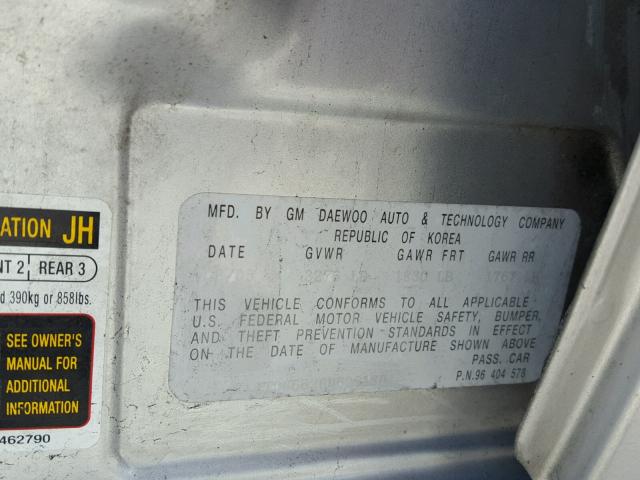 ATION JH
NT 2 REAR 3
d 390kg or 858lbs.
SEE OWNER'S
MANUAL FOR
ADDITIONAL
INFORMATION
462790
MFD. BY GM DAEWOO AUTO & TECHNOLOGY COMPANY
REPUBLIC OF KOREA
DATE GVWR GAWR FRT GAWR RR
LB 1830 LB
THIS VEHICLE CONFORMS TO ALL APPLICABLE
U.S. FEDERAL MOTOR VEHICLE SAFETY, BUMPER,
AND THEFT PREVENTION STANDARDS IN EFFECT
ON THE DATE OF MANUFACTURE SHOWN ABOVE
PASS. CAR
P.N.96 404 578